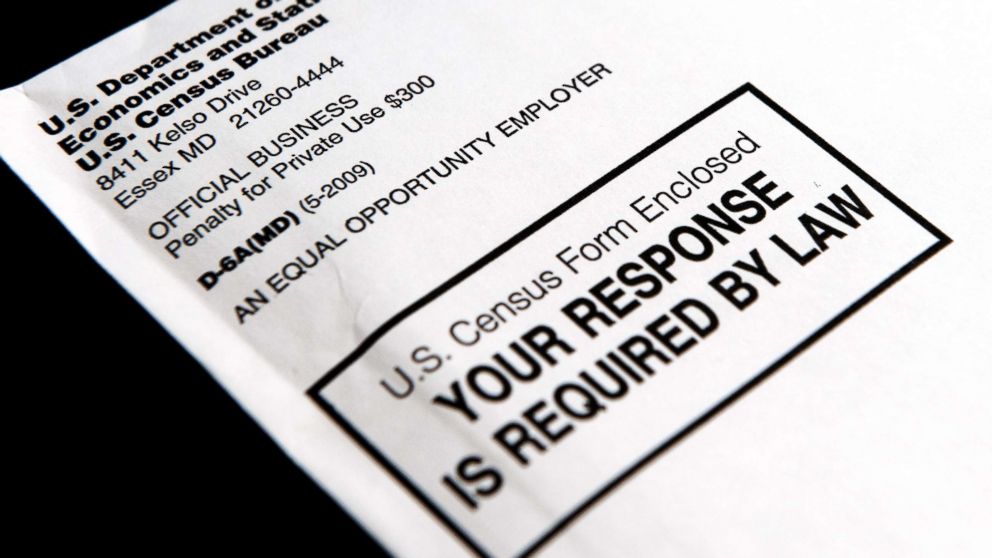 U.S. Department of
Economics and Stati
U.S. Census Bureau
8411 Kelso Drive
Essex MD 21260-4444
OFFICIAL BUSINESS
Penalty for Private Use $300
D-6A(MD) (5-2009)
AN EQUAL OPPORTUNITY EMPLOYER
U.S. Census Form Enclosed
YOUR RESPONSE
IS REQUIRED BY LAW